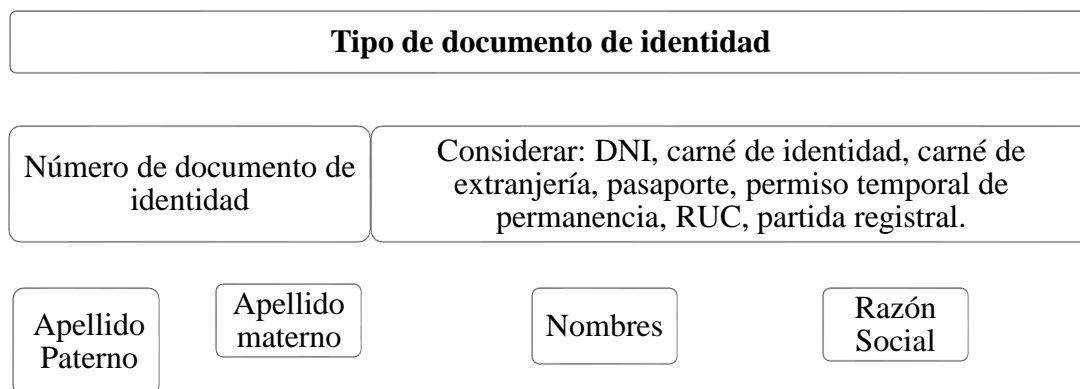 Tipo de documento de identidad
Número de documento de
identidad
Considerar: DNI, carné de identidad, carné de
extranjería, pasaporte, permiso temporal de
permanencia, RUC, partida registral.
Apellido
Paterno
Apellido
materno
Nombres
Razón
Social